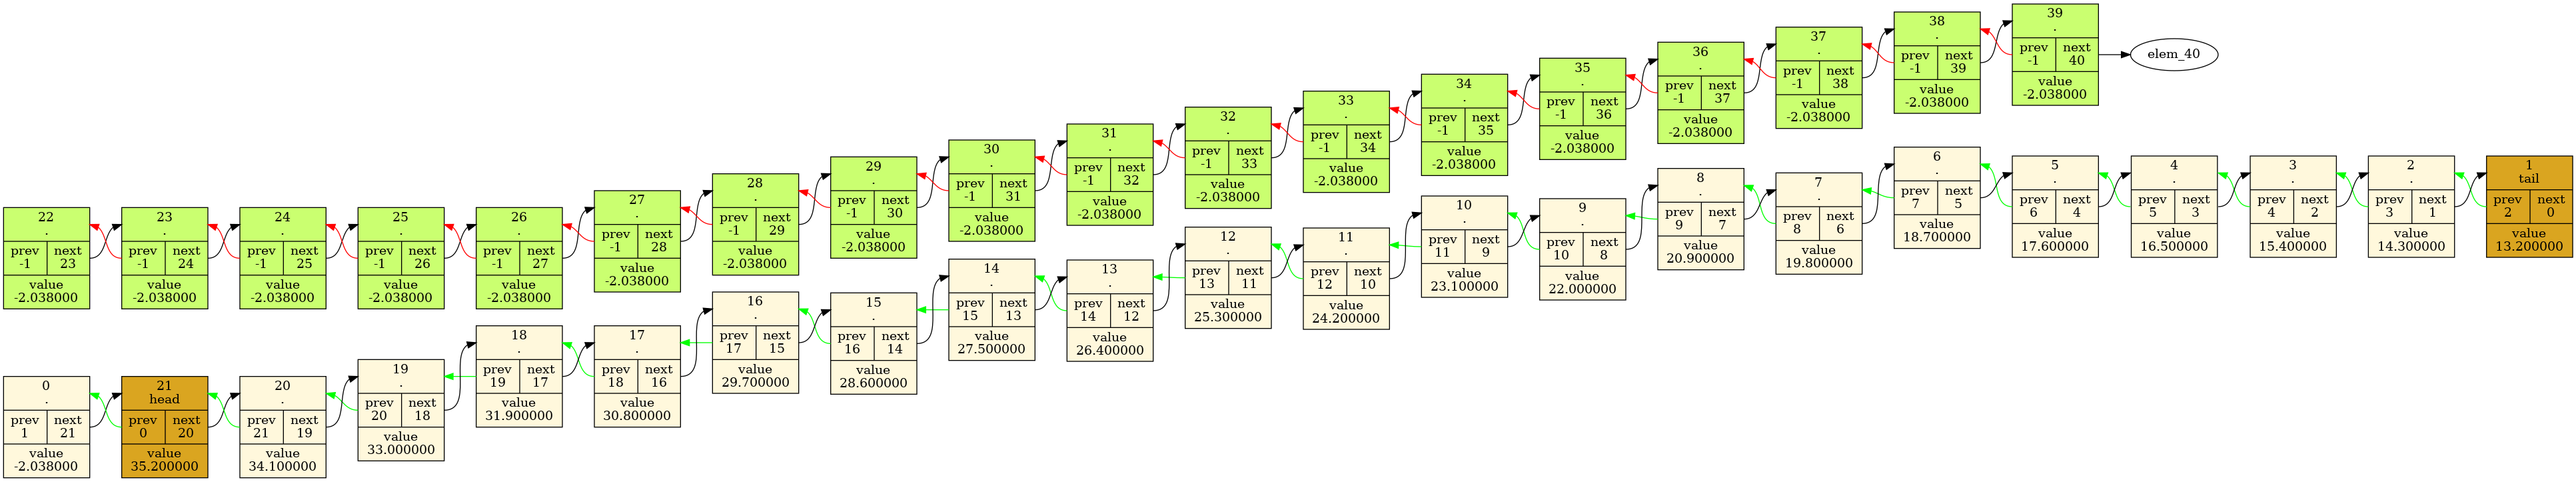 22
.
prev next
-1 23
value
-2.038000
23
.
prev next
-1 24
value
-2.038000
24
.
prev next
-1 25
value
-2.038000
25
.
prev next
-1 26
value
-2.038000
26
.
prev next
-1 27
value
-2.038000
27
.
prev next
-1 28
value
-2.038000
28
.
prev next
-1 29
value
-2.038000
29
.
prev next
-1 30
value
-2.038000
30
.
prev next
-1 31
value
-2.038000
31
.
prev next
-1 32
value
-2.038000
32
.
prev next
-1 33
value
-2.038000
33
.
prev next
-1 34
value
-2.038000
34
.
prev next
-1 35
value
-2.038000
35
.
prev next
-1 36
value
-2.038000
36
.
prev next
-1 37
value
-2.038000
37
.
prev next
-1 38
value
-2.038000
38
.
prev next
-1 39
value
-2.038000
39
.
prev next
-1 40
value
-2.038000
elem_40
0
.
prev next
1 21
value
-2.038000
21
head
prev next
0 20
value
35.200000
20
.
prev next
21 19
value
34.100000
19
.
prev next
20 18
value
33.000000
18
.
prev next
19 17
value
31.900000
17
.
prev next
18 16
value
30.800000
16
.
prev next
17 15
value
29.700000
15
.
prev next
16 14
value
28.600000
14
.
prev next
15 13
value
27.500000
13
.
prev next
14 12
value
26.400000
12
.
prev next
13 11
value
25.300000
11
.
prev next
12 10
value
24.200000
10
.
prev next
11 9
value
23.100000
9
.
prev next
10 8
value
22.000000
8
.
prev next
9 7
value
20.900000
7
.
prev next
8 6
value
19.800000
6
.
prev next
7 5
value
18.700000
5
.
prev next
6 4
value
17.600000
4
.
prev next
5 3
value
16.500000
3
.
prev next
4 2
value
15.400000
2
.
prev next
3 1
value
14.300000
1
tail
prev next
2 0
value
13.200000